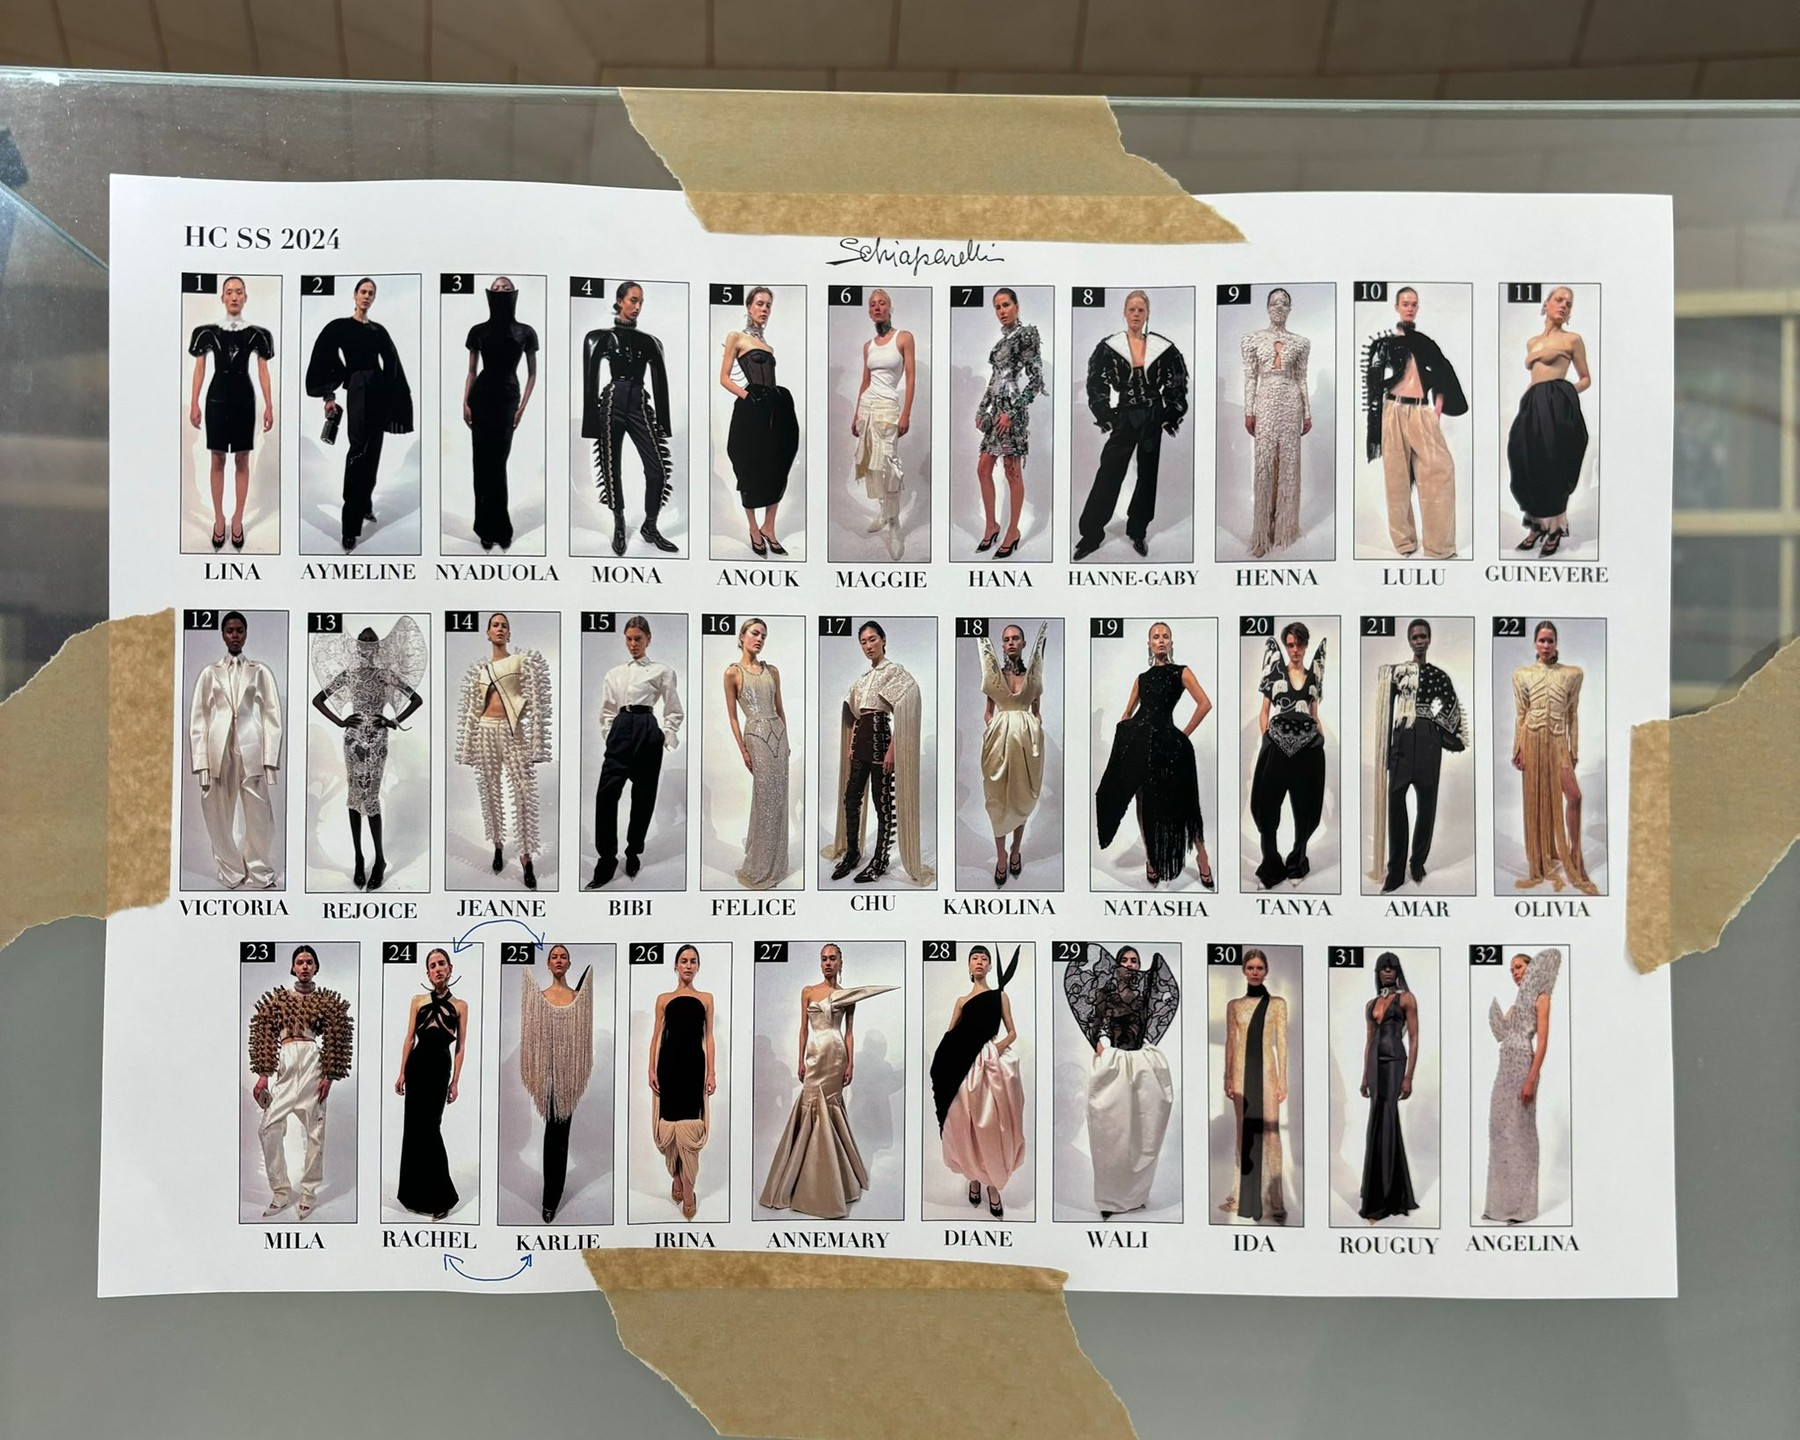 HC SS 2024
Schiaparelli
1 2 3 4 5 6 7 8 9 10 11
LINA AYMELINE NYADUOLA MONA ANOUK MAGGIE HANA HANNE-GABY HENNA LULU GUINEVERE
12 13 14 15 16 17 18 19 20 21 22
VICTORIA REJOICE JEANNE BIBI FELICE CHU KAROLINA NATASHA TANYA AMAR OLIVIA
23 24 25 26 27 28 29 30 31 32
MILA RACHEL KARLIE IRINA ANNEMARY DIANE WALI IDA ROUGUY ANGELINA